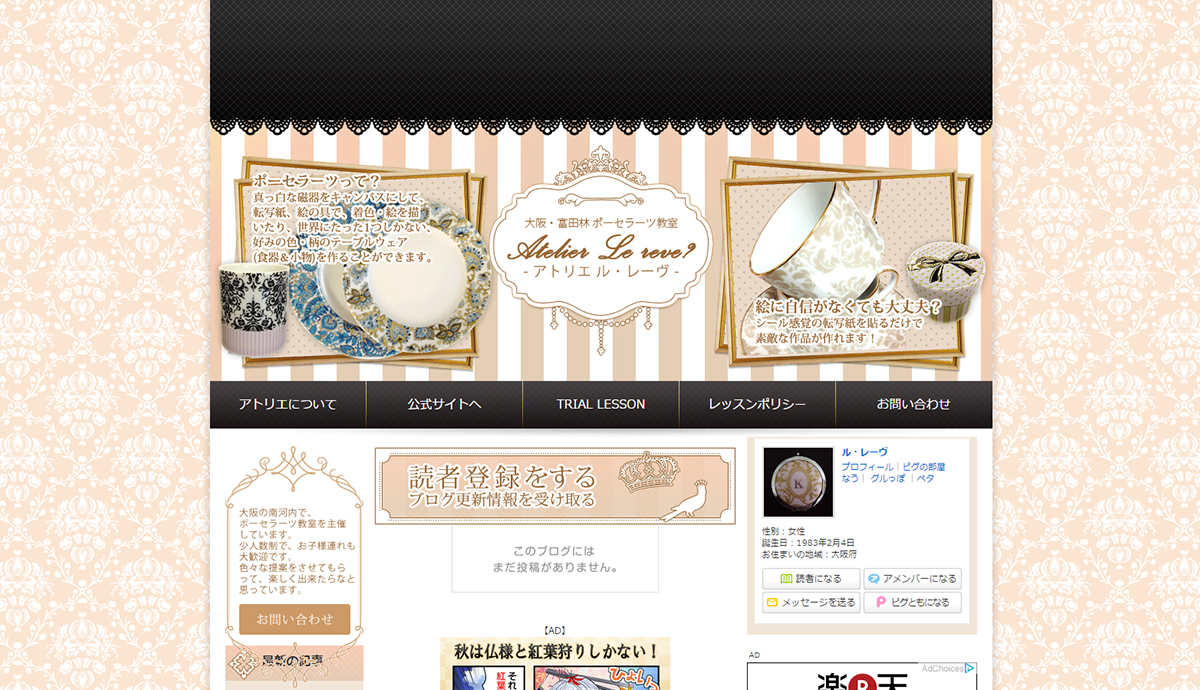 ポーセラーツって？
真っ白な磁器をキャンバスにして、
転写紙、絵の具で、着色・絵を描
いたり、世界にたった1つしかない、
好みの色・柄のテーブルウェア
(食器＆小物)を作ることができます。
大阪・富田林 ポーセラーツ教室
Atelier Le reve?
- アトリエ ル・レーヴ -
絵に自信がなくても大丈夫？
シール感覚の転写紙を貼るだけで
素敵な作品が作れます！
アトリエについて
公式サイトへ
TRIAL LESSON
レッスンポリシー
お問い合わせ
大阪の南河内で、
ポーセラーツ教室を主催
しています。
少人数制で、お子様連れも
大歓迎です。
色々な提案をさせてもら
って、楽しく出来たらなと
思っています。
お問い合わせ
最新の記事
読者登録をする
ブログ更新情報を受け取る
このブログには
まだ投稿がありません。
【AD】
秋は仏様と紅葉狩りしかない！
それ
紅葉
ひょい
K
ル・レーヴ
プロフィール｜ピグの部屋
なう｜グルっぽ｜ペタ
性別：女性
誕生日：1983年2月4日
お住まいの地域：大阪府
読者になる
アメンバーになる
メッセージを送る
ピグともになる
AD
AdChoices
楽R天